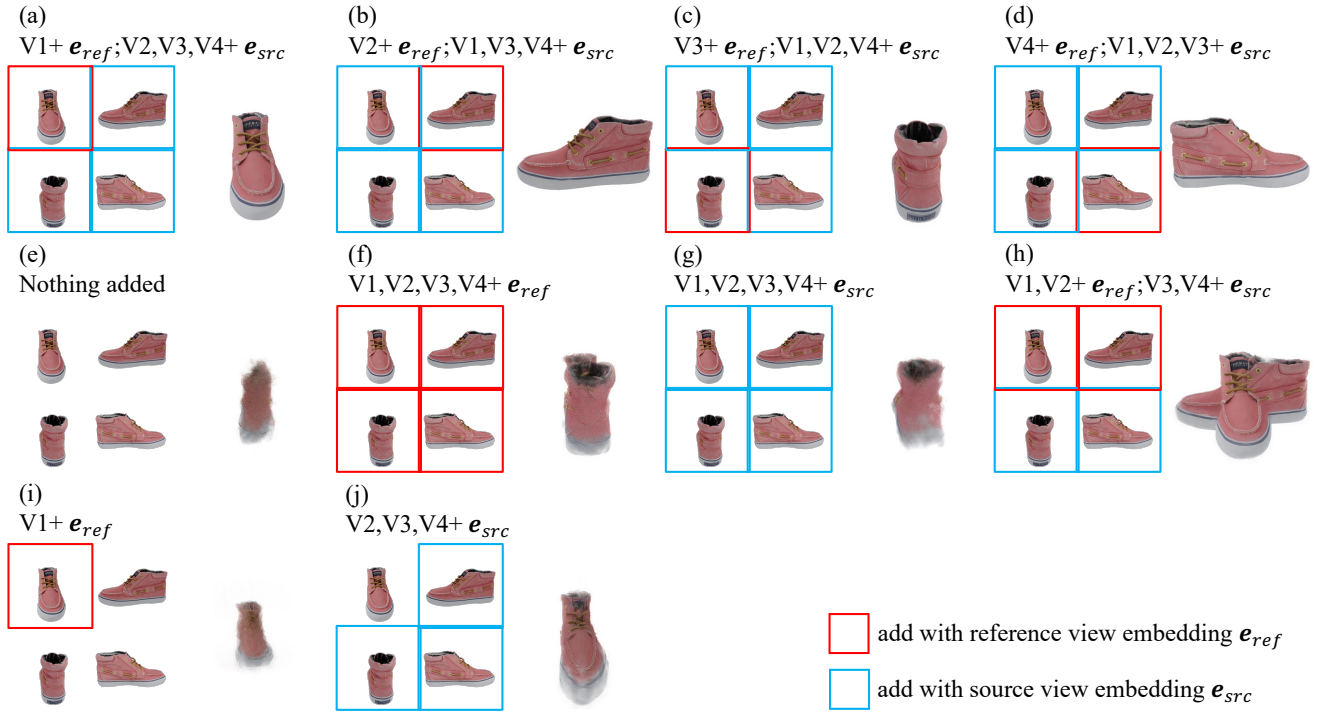 (a)
V1+ e_ref;V2,V3,V4+ e_src
(b)
V2+ e_ref;V1,V3,V4+ e_src
(c)
V3+ e_ref;V1,V2,V4+ e_src
(d)
V4+ e_ref;V1,V2,V3+ e_src
(e)
Nothing added
(f)
V1,V2,V3,V4+ e_ref
(g)
V1,V2,V3,V4+ e_src
(h)
V1,V2+ e_ref;V3,V4+ e_src
(i)
V1+ e_ref
(j)
V2,V3,V4+ e_src
add with reference view embedding e_ref
add with source view embedding e_src